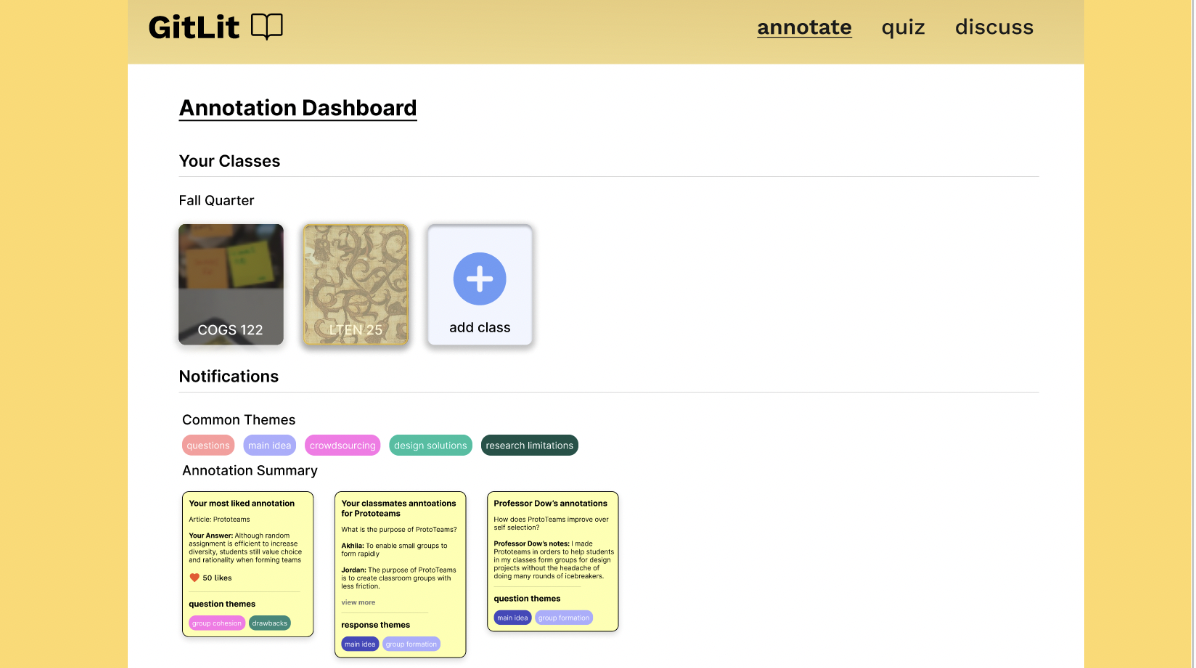 GitLit
annotate quiz discuss
Annotation Dashboard
Your Classes
Fall Quarter
COGS 122
LTEN 25
add class
Notifications
Common Themes
questions main idea crowdsourcing design solutions research limitations
Annotation Summary
Your most liked annotation
Article: Prototeams
Your Answer: Although random
assignment is efficient to increase
diversity, students still value choice
and rationality when forming teams
50 likes
question themes
group cohesion drawbacks
Your classmates anntoations
for Prototeams
What is the purpose of ProtoTeams?
Akhila: To enable small groups to
form rapidly
Jordan: The purpose of ProtoTeams
is to create classroom groups with
less friction.
view more
response themes
main idea group formation
Professor Dow's annotations
How does ProtoTeams improve over
self selection?
Professor Dow's notes: I made
Prototeams in orders to help students
in my classes form groups for design
projects without the headache of
doing many rounds of icebreakers.
question themes
main idea group formation